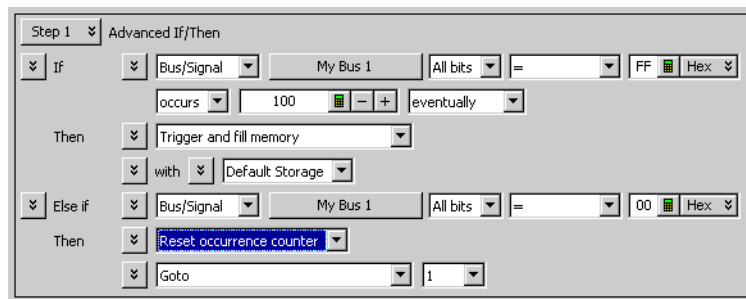 Step 1 Advanced If/Then
If Bus/Signal My Bus 1 All bits = FF Hex
occurs 100 - + eventually
Then Trigger and fill memory
with Default Storage
Else if Bus/Signal My Bus 1 All bits = 00 Hex
Then Reset occurrence counter
Goto 1